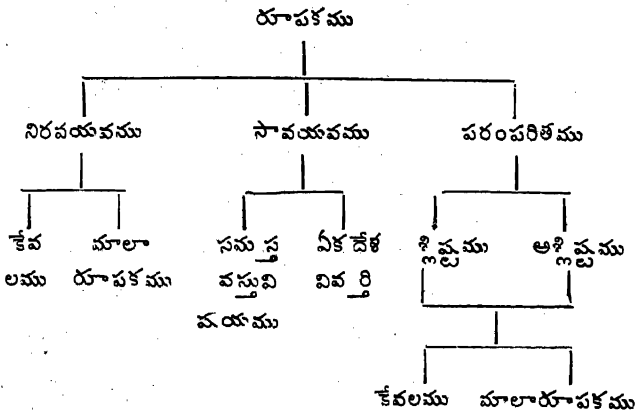 రూపకము
నిరవయవము సావయవము పరంపరితము
కేవ మాలా సమస్త ఏకదేశ శ్లిష్టము అశ్లిష్టము
లము రూపకము వస్తువి వివర్తి
షయము
కేవలము మాలారూపకము